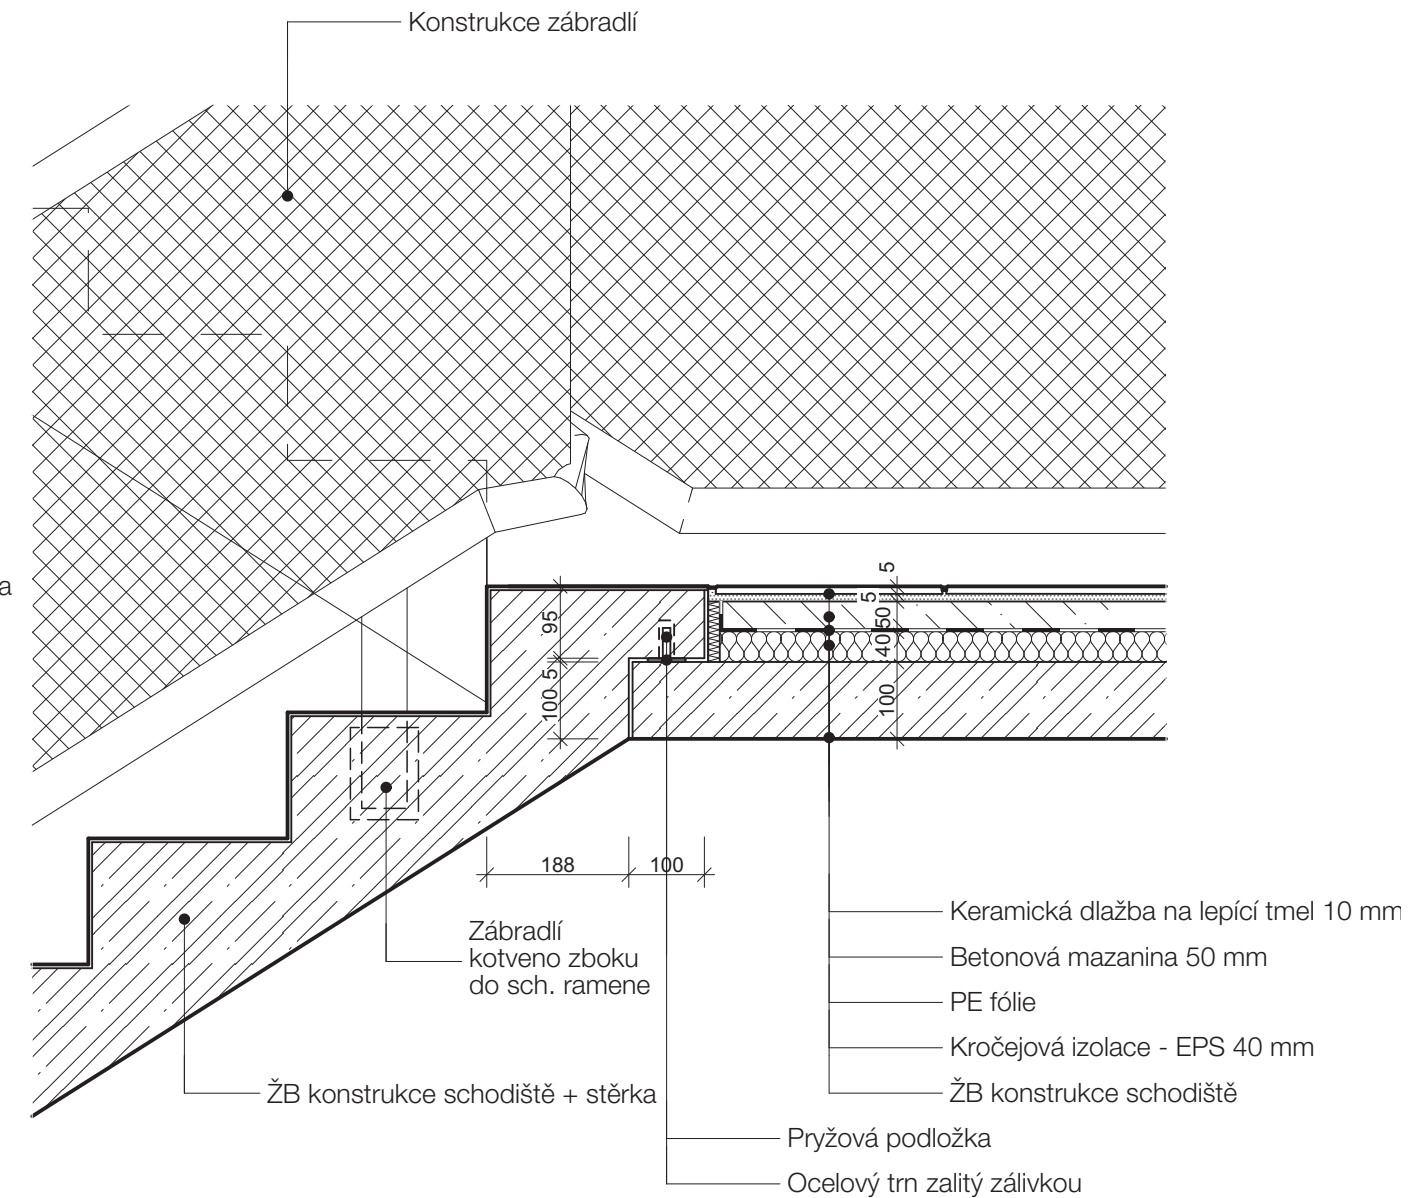 Konstrukce zábradlí
a
5
5
50
40
100
95
5
100
188
100
Zábradlí
kotveno zboku
do sch. ramene
Keramická dlažba na lepící tmel 10 mm
Betonová mazanina 50 mm
PE fólie
Kročejová izolace - EPS 40 mm
ŽB konstrukce schodiště
ŽB konstrukce schodiště + stěrka
Pryžová podložka
Ocelový trn zalitý zálivkou